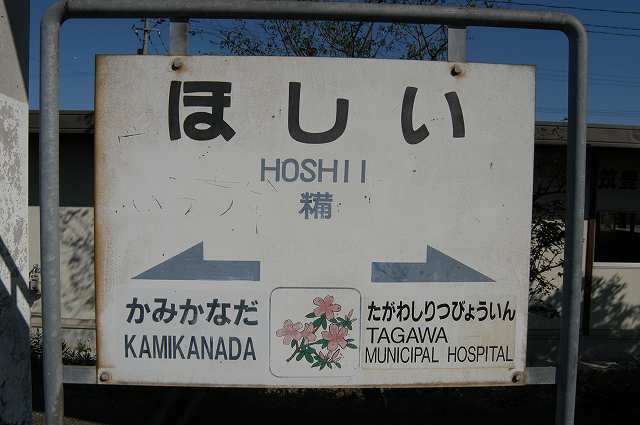 ほしい
HOSHII
糒
かみかなだ
KAMIKANADA
たがわしりつびょういん
TAGAWA
MUNICIPAL HOSPITAL